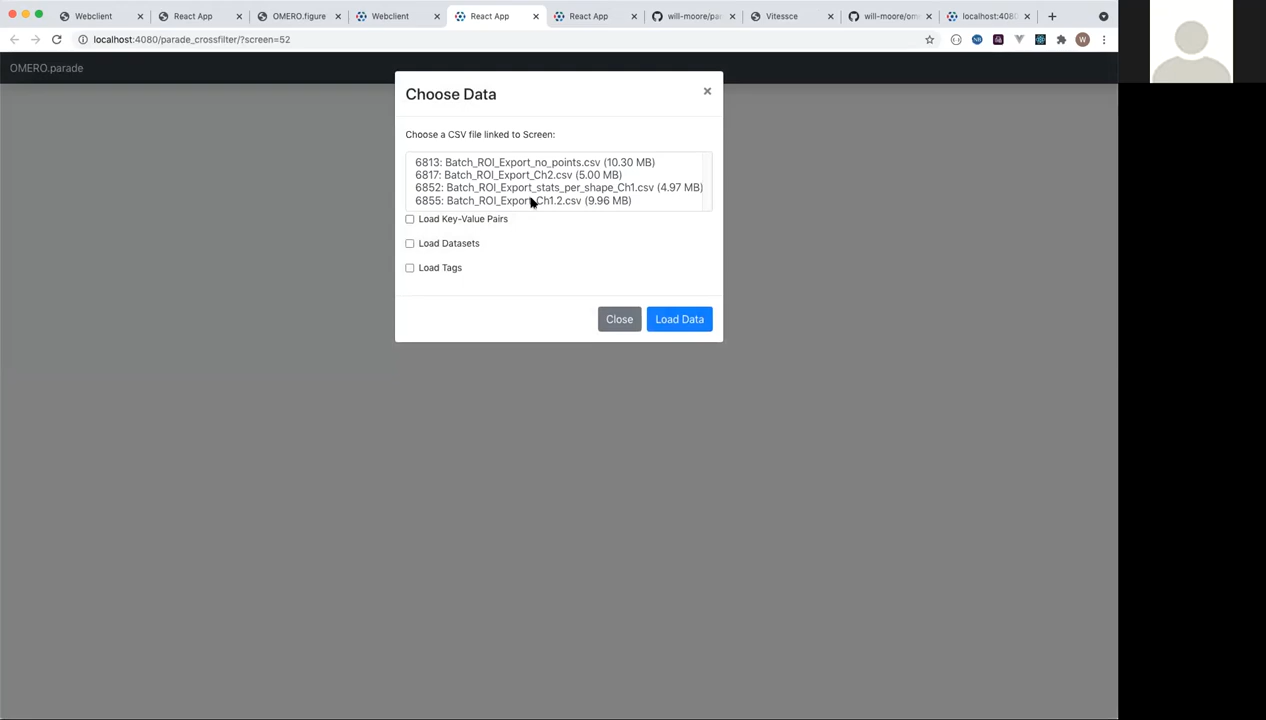 Webclient
React App
OMERO.figure
Webclient
React App
React App
will-moore/pa
Vitessce
will-moore/om
localhost:4080
localhost:4080/parade_crossfilter/?screen=52
W
OMERO.parade
Choose Data
Choose a CSV file linked to Screen:
6813: Batch_ROI_Export_no_points.csv (10.30 MB)
6817: Batch_ROI_Export_Ch2.csv (5.00 MB)
6852: Batch_ROI_Export_stats_per_shape_Ch1.csv (4.97 MB)
6855: Batch_ROI_Export_Ch1.2.csv (9.96 MB)
Load Key-Value Pairs
Load Datasets
Load Tags
Close
Load Data